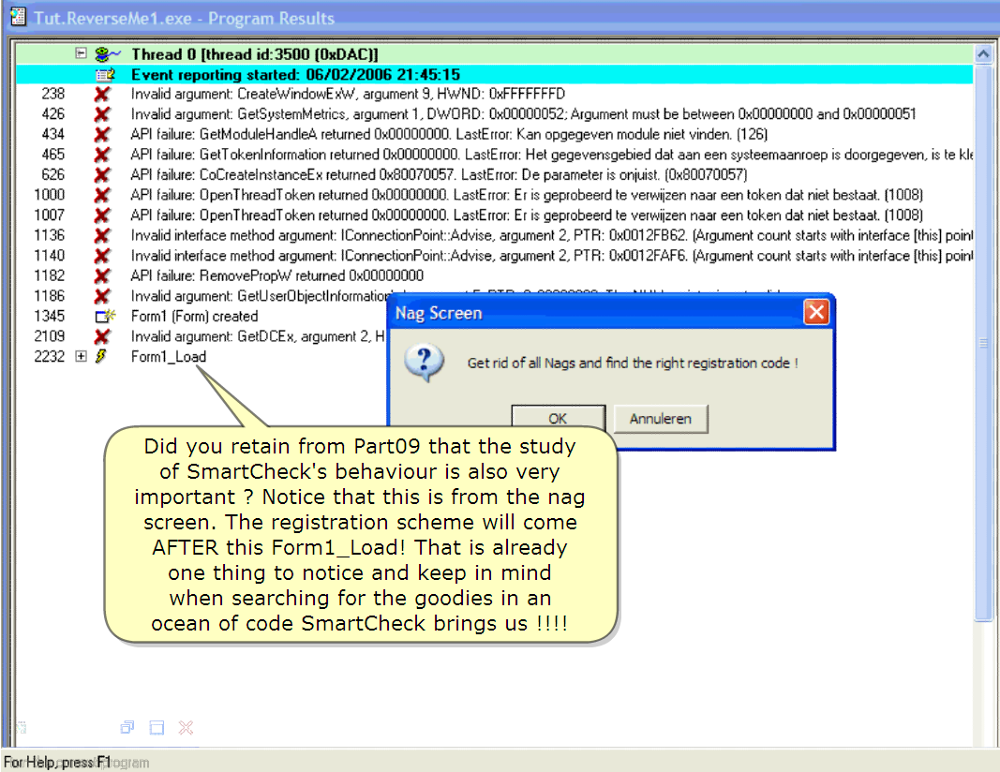 Tut.ReverseMe1.exe - Program Results
Thread 0 [thread id:3500 (0xDAC)]
Event reporting started: 06/02/2006 21:45:15
238 Invalid argument: CreateWindowExW, argument 9, HWND: 0xFFFFFFFD
426 Invalid argument: GetSystemMetrics, argument 1, DWORD: 0x00000052; Argument must be between 0x00000000 and 0x00000051
434 API failure: GetModuleHandleA returned 0x00000000. LastError: Kan opgegeven module niet vinden. (126)
465 API failure: GetTokenInformation returned 0x00000000. LastError: Het gegevensgebied dat aan een systeemaanroep is doorgegeven, is te kle
626 API failure: CoCreateInstanceEx returned 0x80070057. LastError: De parameter is onjuist. (0x80070057)
1000 API failure: OpenThreadToken returned 0x00000000. LastError: Er is geprobeerd te verwijzen naar een token dat niet bestaat. (1008)
1007 API failure: OpenThreadToken returned 0x00000000. LastError: Er is geprobeerd te verwijzen naar een token dat niet bestaat. (1008)
1136 Invalid interface method argument: IConnectionPoint::Advise, argument 2, PTR: 0x0012FB62. (Argument count starts with interface [this] point
1140 Invalid interface method argument: IConnectionPoint::Advise, argument 2, PTR: 0x0012FAF6. (Argument count starts with interface [this] point
1182 API failure: RemovePropW returned 0x00000000
1186 Invalid argument: GetUserObjectInformation
1345 Form1 (Form) created
2109 Invalid argument: GetDCEx, argument 2, H
2232 Form1_Load
Nag Screen
Get rid of all Nags and find the right registration code !
OK
Annuleren
Did you retain from Part09 that the study
of SmartCheck's behaviour is also very
important ? Notice that this is from the nag
screen. The registration scheme will come
AFTER this Form1_Load! That is already
one thing to notice and keep in mind
when searching for the goodies in an
ocean of code SmartCheck brings us !!!!
For Help, press F1